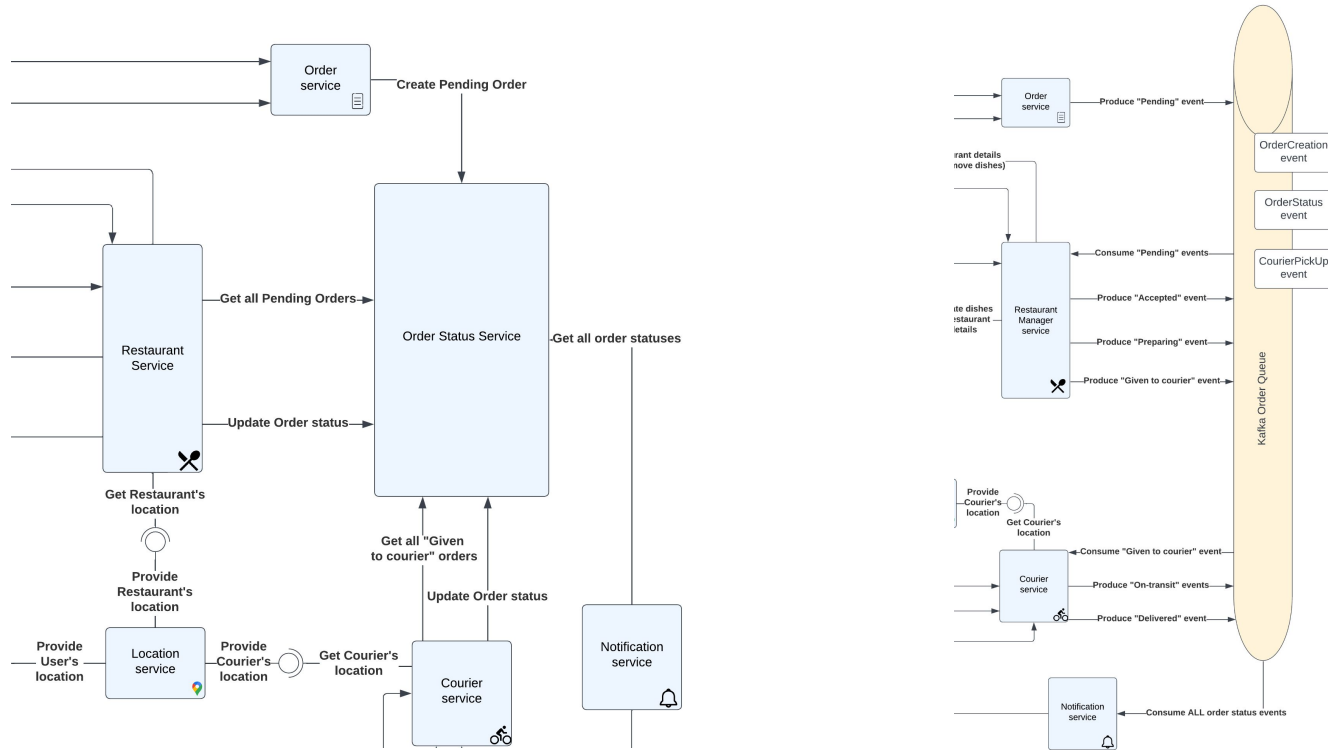 Order
service
Create Pending Order
Get all Pending Orders
Restaurant
Service
Order Status Service
Get all order statuses
Update Order status
Get Restaurant's
location
Get all "Given
to courier" orders
Provide
Restaurant's
location
Update Order status
Provide
User's
location
Location
service
Provide
Courier's
location
Get Courier's
location
Courier
service
Notification
service
Order
service
Produce "Pending" event
OrderCreation
event
OrderStatus
event
CourierPickUp
event
details
dishes)
Consume "Pending" events
Produce "Accepted" event
dishes
Restaurant
Manager
service
Produce "Preparing" event
Produce "Given to courier" event
Kafka Order Queue
Provide
Courier's
location
Get Courier's
location
Consume "Given to courier" event
Courier
service
Produce "On-transit" events
Produce "Delivered" event
Notification
service
Consume ALL order status events